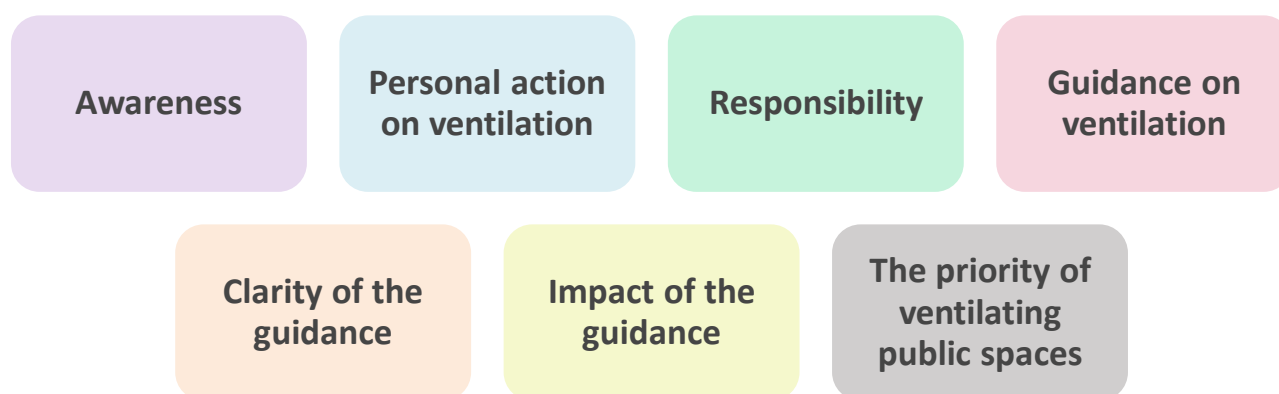 Awareness
Personal action
on ventilation
Responsibility
Guidance on
ventilation
Clarity of the
guidance
Impact of the
guidance
The priority of
ventilating
public spaces